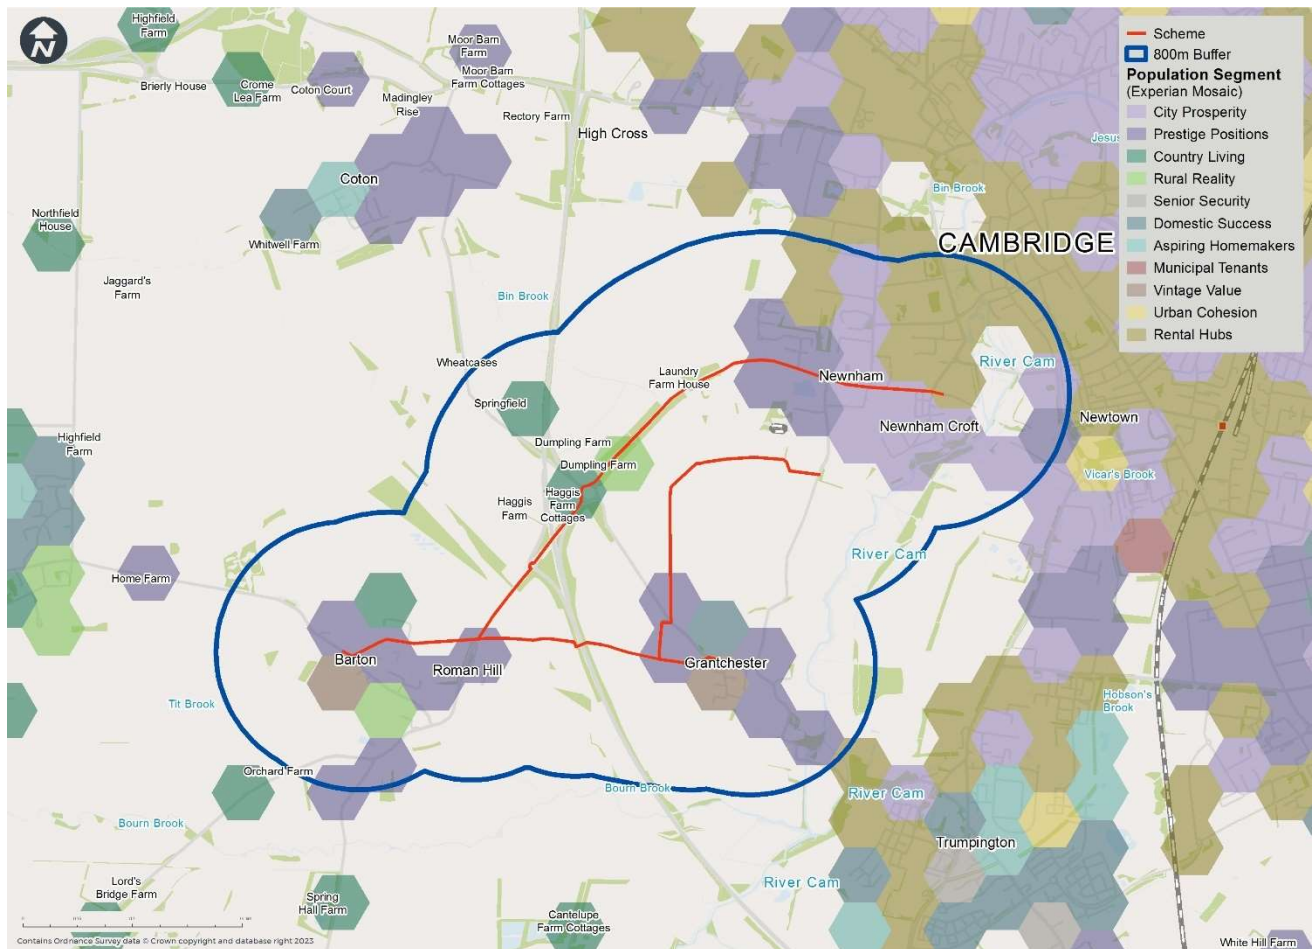 Highfield
Farm
N
Moor Barn
Farm
Moor Barn
Farm Cottages
Brierly House
Crome
Lea Farm
Coton Court
Madingley
Rise
Rectory Farm
High Cross
Scheme
800m Buffer
Population Segment
(Experian Mosaic)
City Prosperity
Prestige Positions
Country Living
Rural Reality
Senior Security
Domestic Success
Aspiring Homemakers
Municipal Tenants
Vintage Value
Urban Cohesion
Rental Hubs
Jesus
Coton
Bin Brook
Northfield
House
Whitwell Farm
CAMBRIDGE
Jaggard's
Farm
Bin Brook
Wheatcases
Laundry
Farm House
Newnham
River Cam
Springfield
Newnham Croft
Newtown
Highfield
Farm
Dumpling Farm
Dumpling Farm
Vicar's Brook
Haggis
Farm
Haggis
Farm
Cottages
River Cam
Home Farm
Barton
Roman Hill
Grantchester
Tit Brook
Hobson's
Brook
Orchard Farm
Bourn Brook
River Cam
Bourn Brook
Trumpington
Lord's
Bridge Farm
Spring
Hall Farm
River Cam
Cantelupe
Farm Cottages
White Hill Farm
Contains Ordnance Survey data © Crown copyright and database right 2023